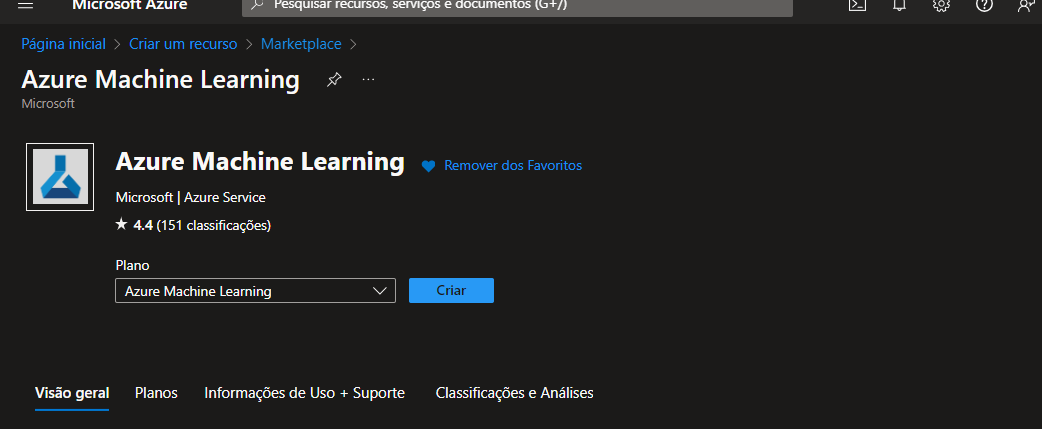 Microsoft Azure
Pesquisar recursos, serviços e documentos (G+/)
Página inicial > Criar um recurso > Marketplace >
Azure Machine Learning ...
Microsoft
Azure Machine Learning Remover dos Favoritos
Microsoft | Azure Service
★ 4.4 (151 classificações)
Plano
Azure Machine Learning Criar
Visão geral Planos Informações de Uso + Suporte Classificações e Análises